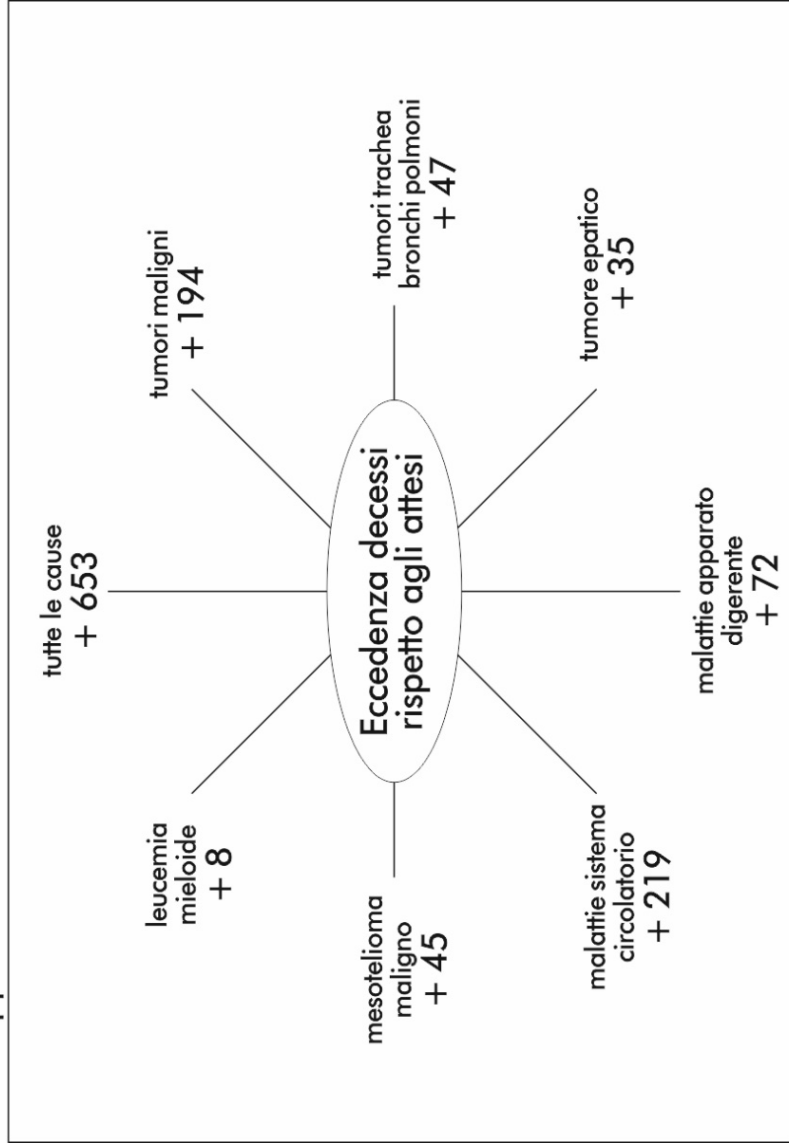 tutte le cause
+ 653
tumori maligni
+ 194
tumori trachea
bronchi polmoni
+ 47
tumore epatico
+ 35
malattie apparato
digerente
+ 72
malattie sistema
circolatorio
+ 219
mesotelioma
maligno
+ 45
leucemia
mieloide
+ 8
Eccedenza decessi
rispetto agli attesi